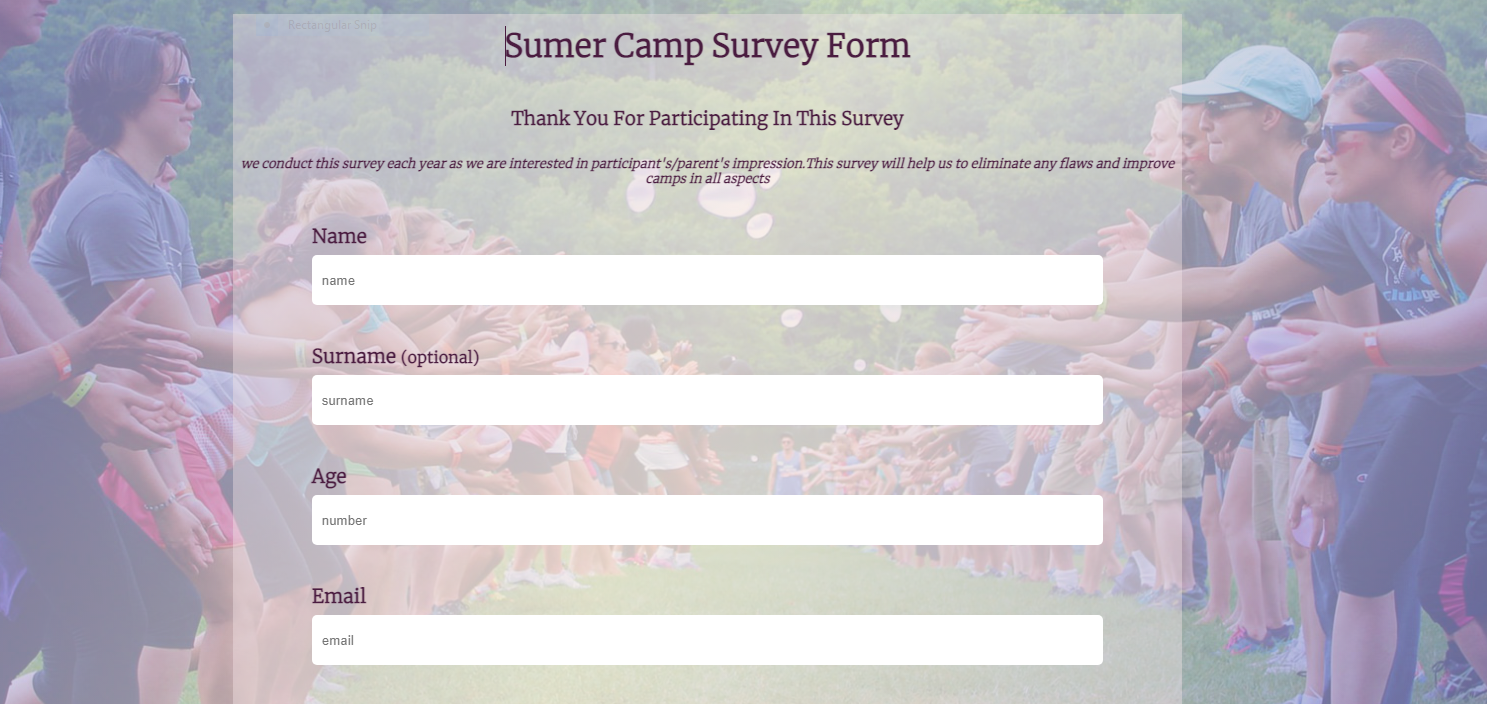 Rectangular Snip
Sumer Camp Survey Form
Thank You For Participating In This Survey
we conduct this survey each year as we are interested in participant's/parent's impression.This survey will help us to eliminate any flaws and improve
camps in all aspects
Name
name
Surname (optional)
surname
Age
number
Email
email